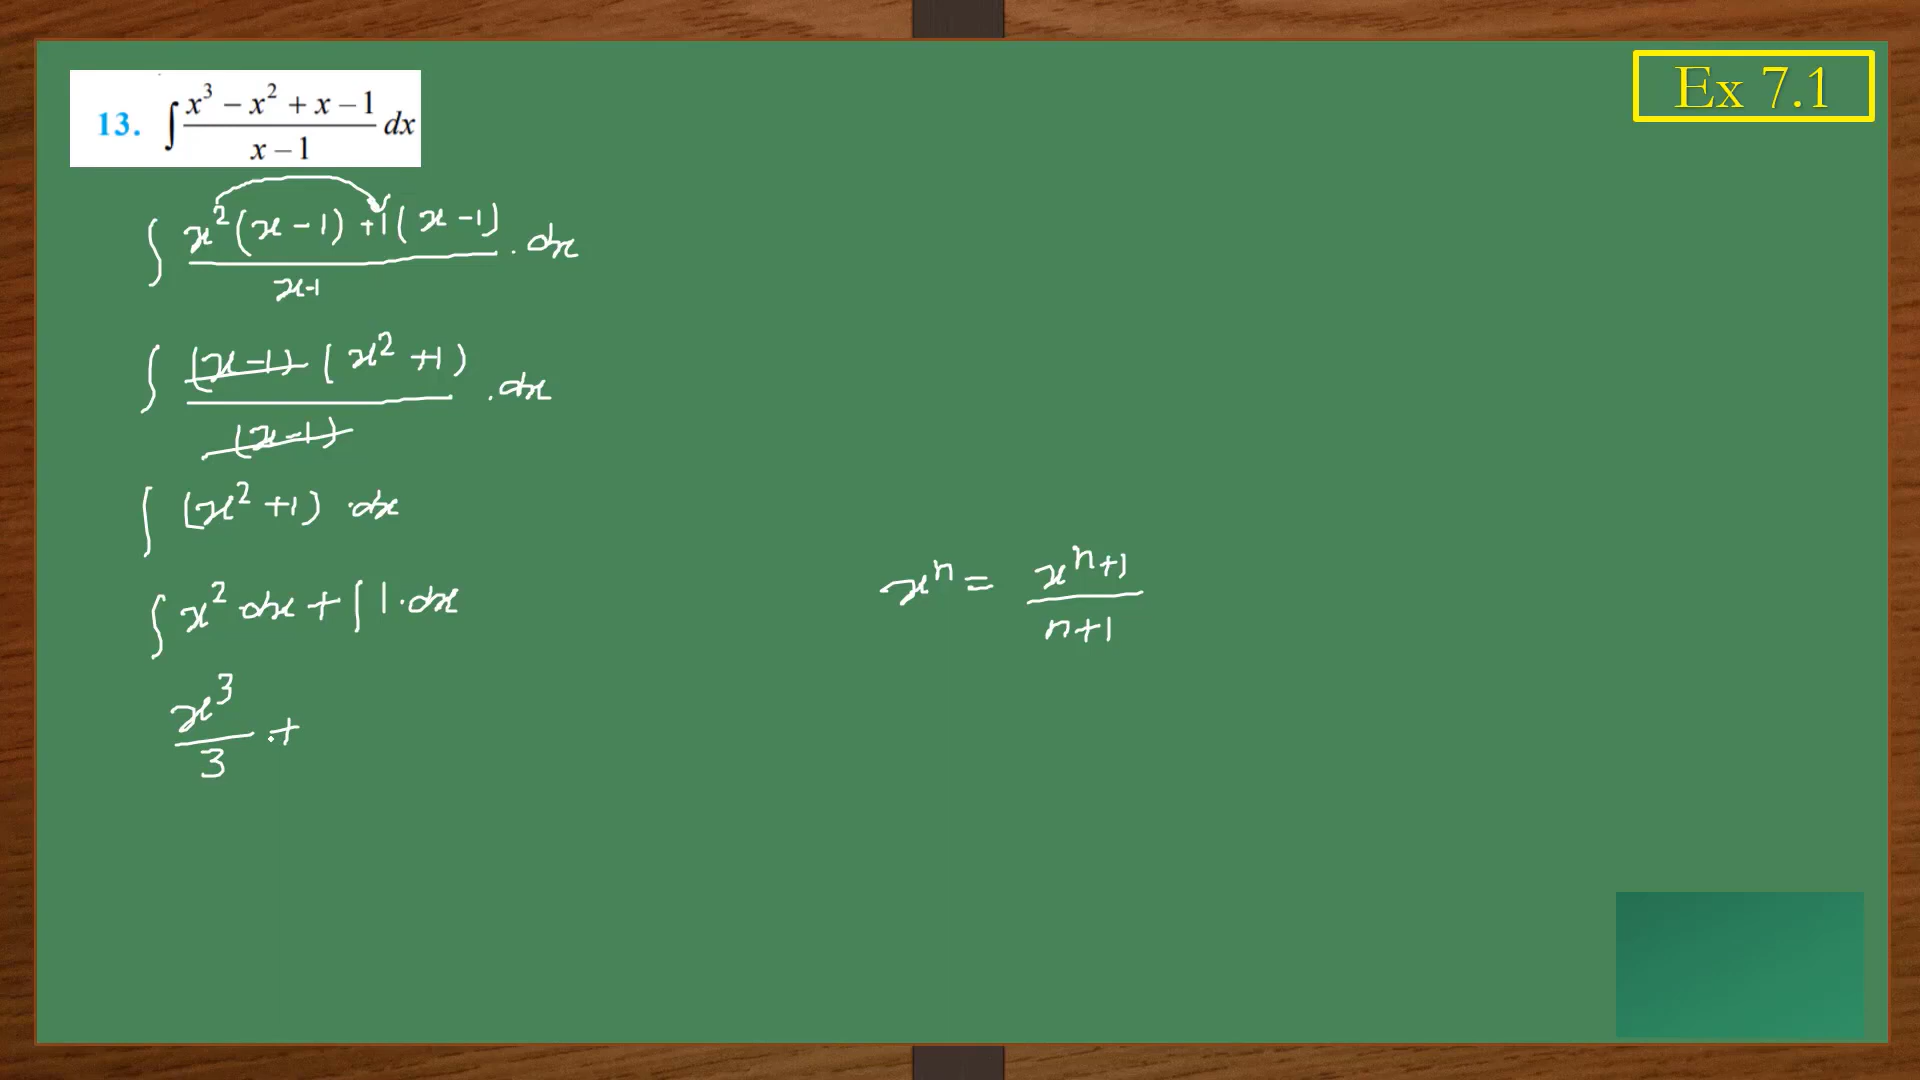 Ex 7.1
13. ∫ x³ − x² + x − 1 / x − 1 dx
∫ x²(x − 1) + 1(x − 1) / x-1 . dx
∫ (x − 1)(x² + 1) / (x − 1) . dx
∫ (x² + 1) .dx
∫ x² dx + ∫ 1.dx
xⁿ = xⁿ⁺¹ / n+1
x³ / 3 +